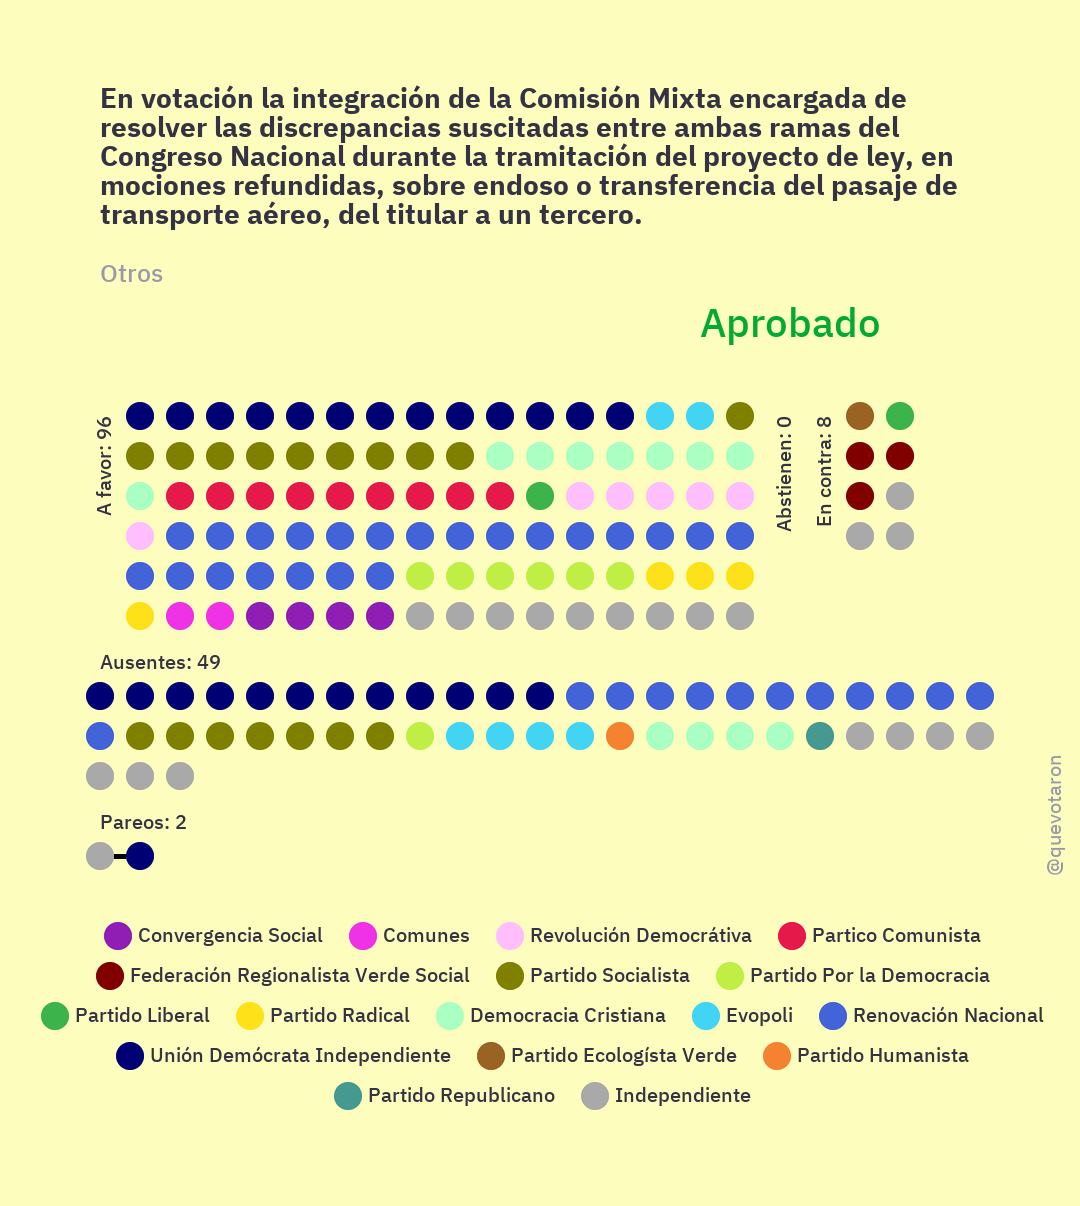 En votación la integración de la Comisión Mixta encargada de
resolver las discrepancias suscitadas entre ambas ramas del
Congreso Nacional durante la tramitación del proyecto de ley, en
mociones refundidas, sobre endoso o transferencia del pasaje de
transporte aéreo, del titular a un tercero.
Otros
Aprobado
A favor: 96
Abstienen: 0
En contra: 8
Ausentes: 49
Pareos: 2
@quevotaron
Convergencia Social Comunes Revolución Democrátiva Partico Comunista
Federación Regionalista Verde Social Partido Socialista Partido Por la Democracia
Partido Liberal Partido Radical Democracia Cristiana Evopoli Renovación Nacional
Unión Demócrata Independiente Partido Ecologísta Verde Partido Humanista
Partido Republicano Independiente